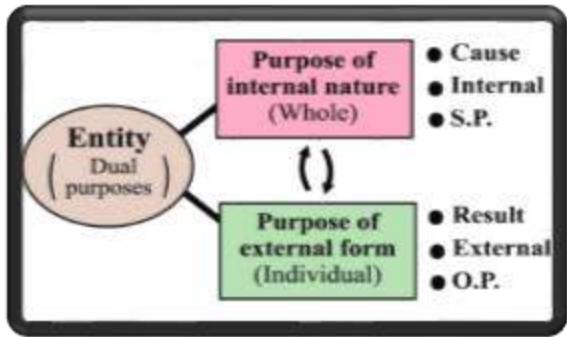 Entity
( Dual
purposes )
Purpose of
internal nature
(Whole)
● Cause
● Internal
● S.P.
Purpose of
external form
(Individual)
● Result
● External
● O.P.